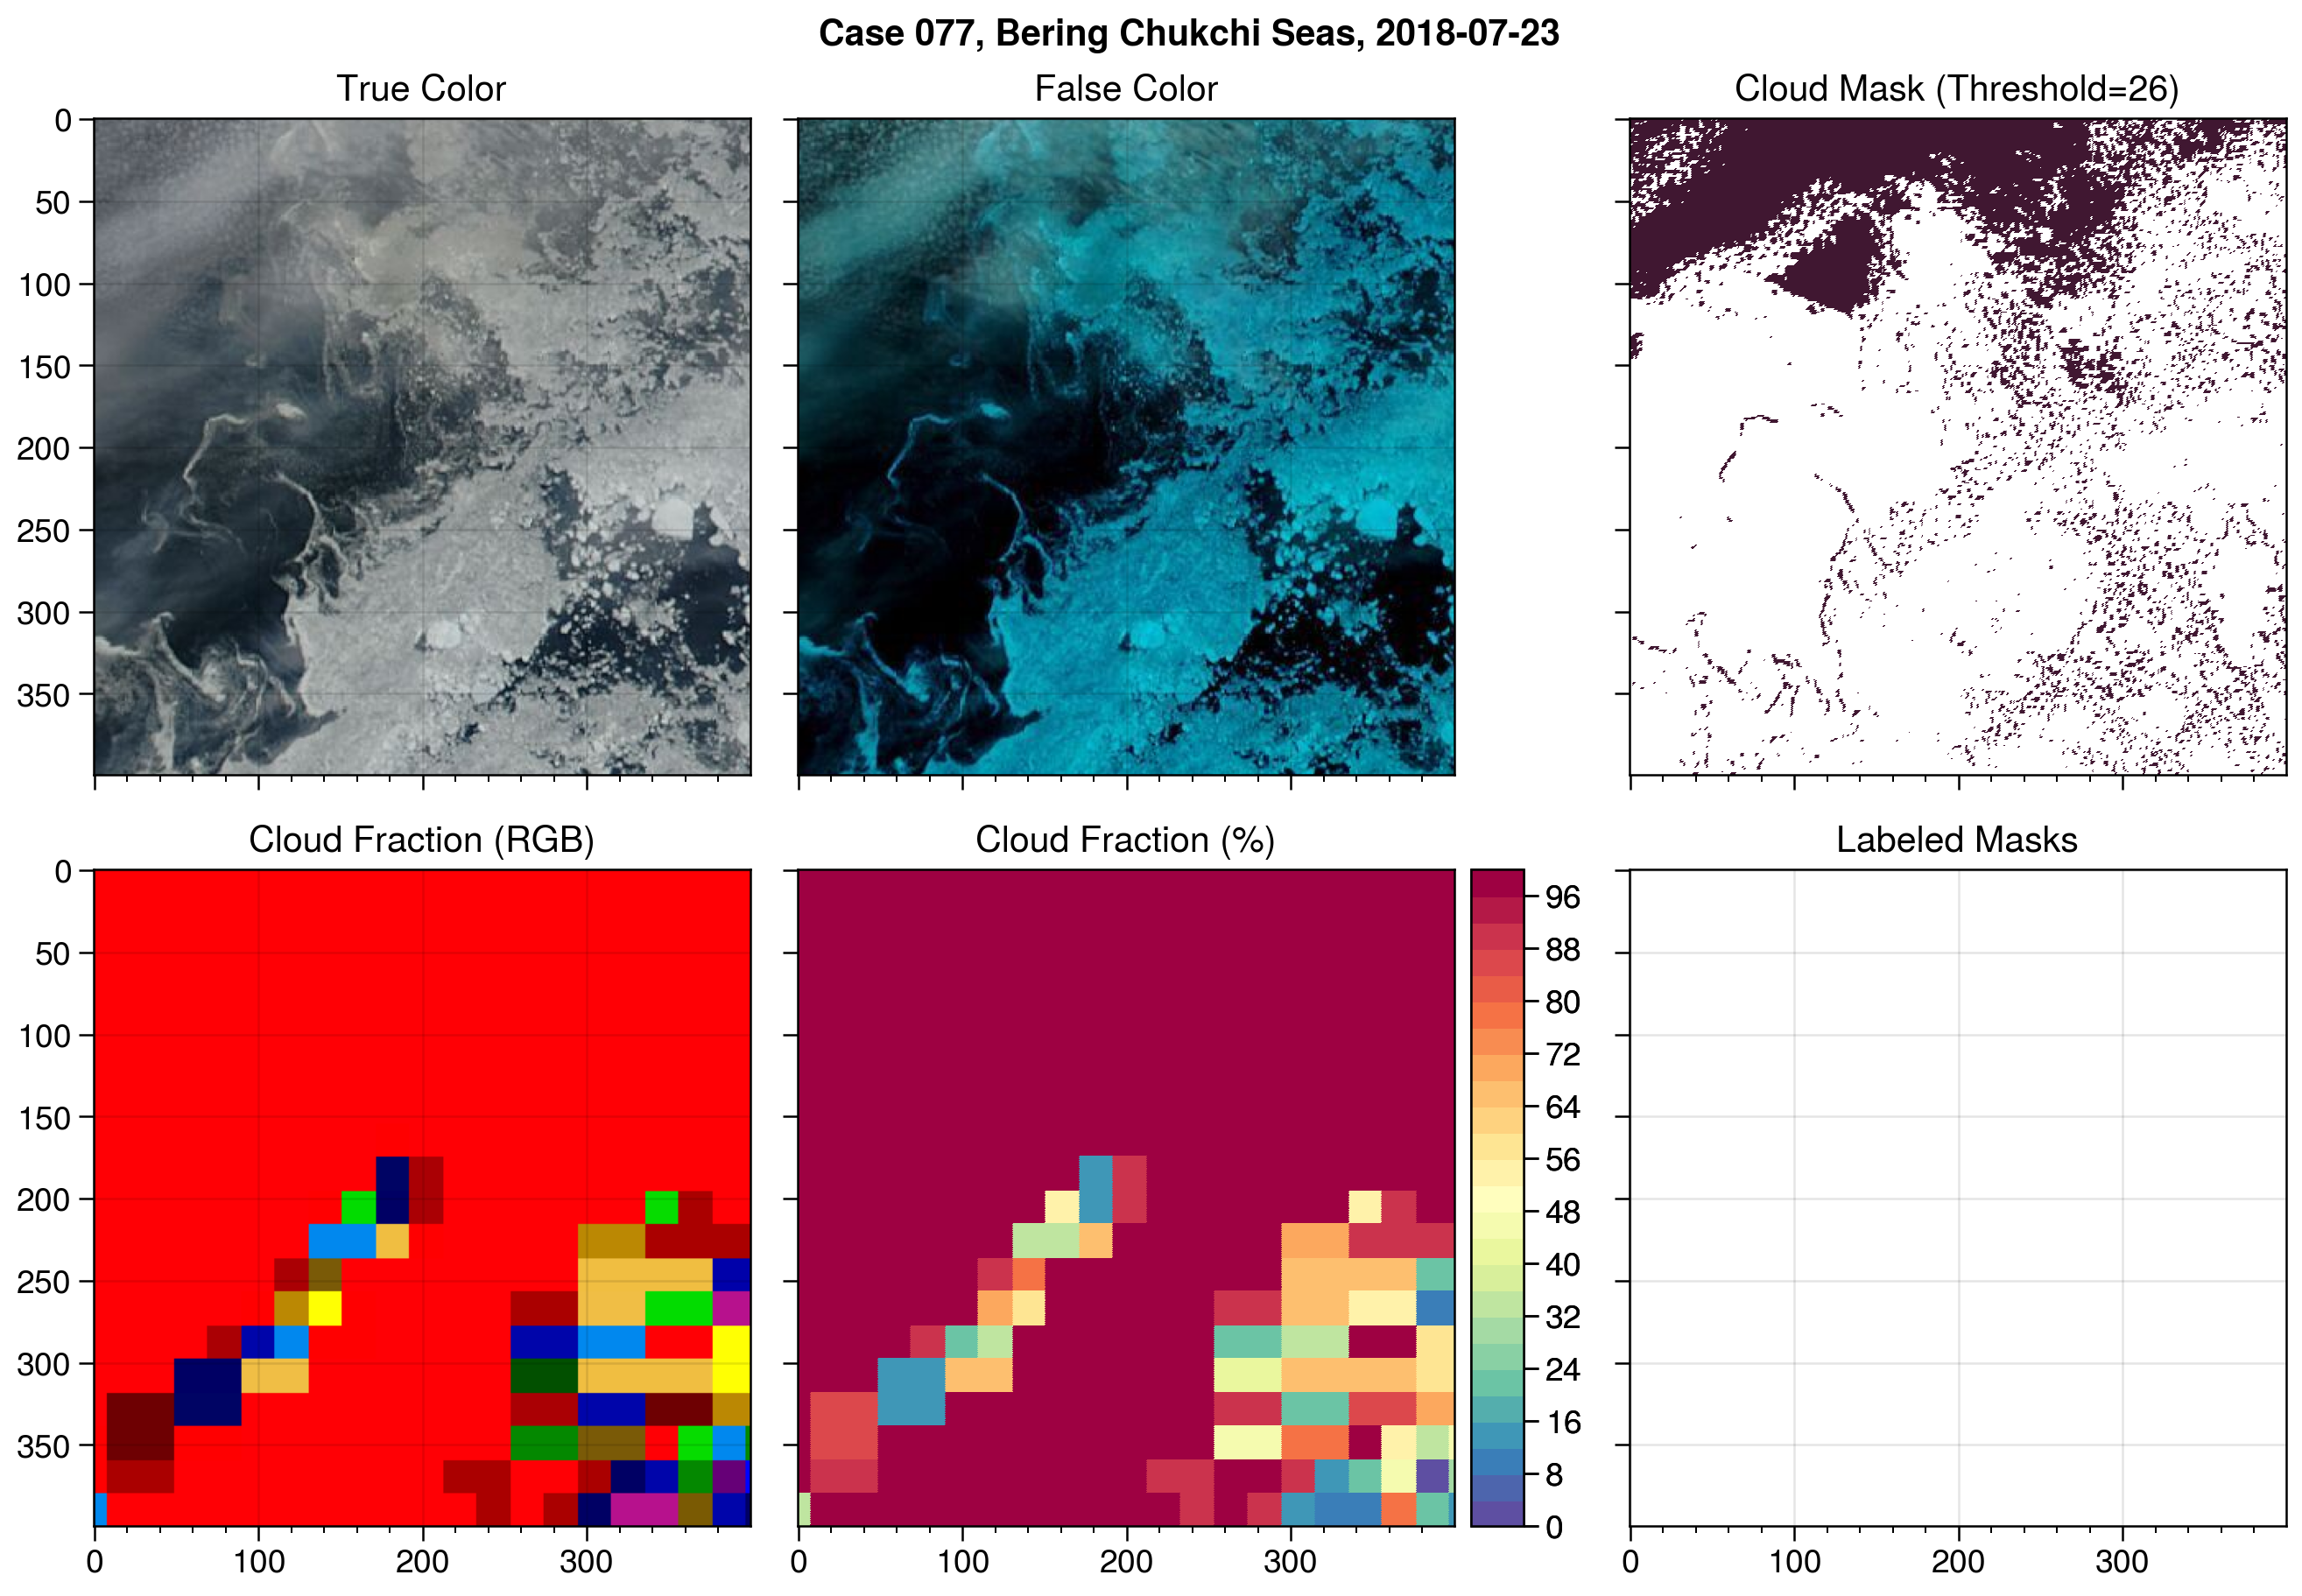 Case 077, Bering Chukchi Seas, 2018-07-23
True Color
False Color
Cloud Mask (Threshold=26)
0
50
100
150
200
250
300
350
Cloud Fraction (RGB)
Cloud Fraction (%)
Labeled Masks
0
50
100
150
200
250
300
350
96
88
80
72
64
56
48
40
32
24
16
8
0
0 100 200 300
0 100 200 300
0 100 200 300